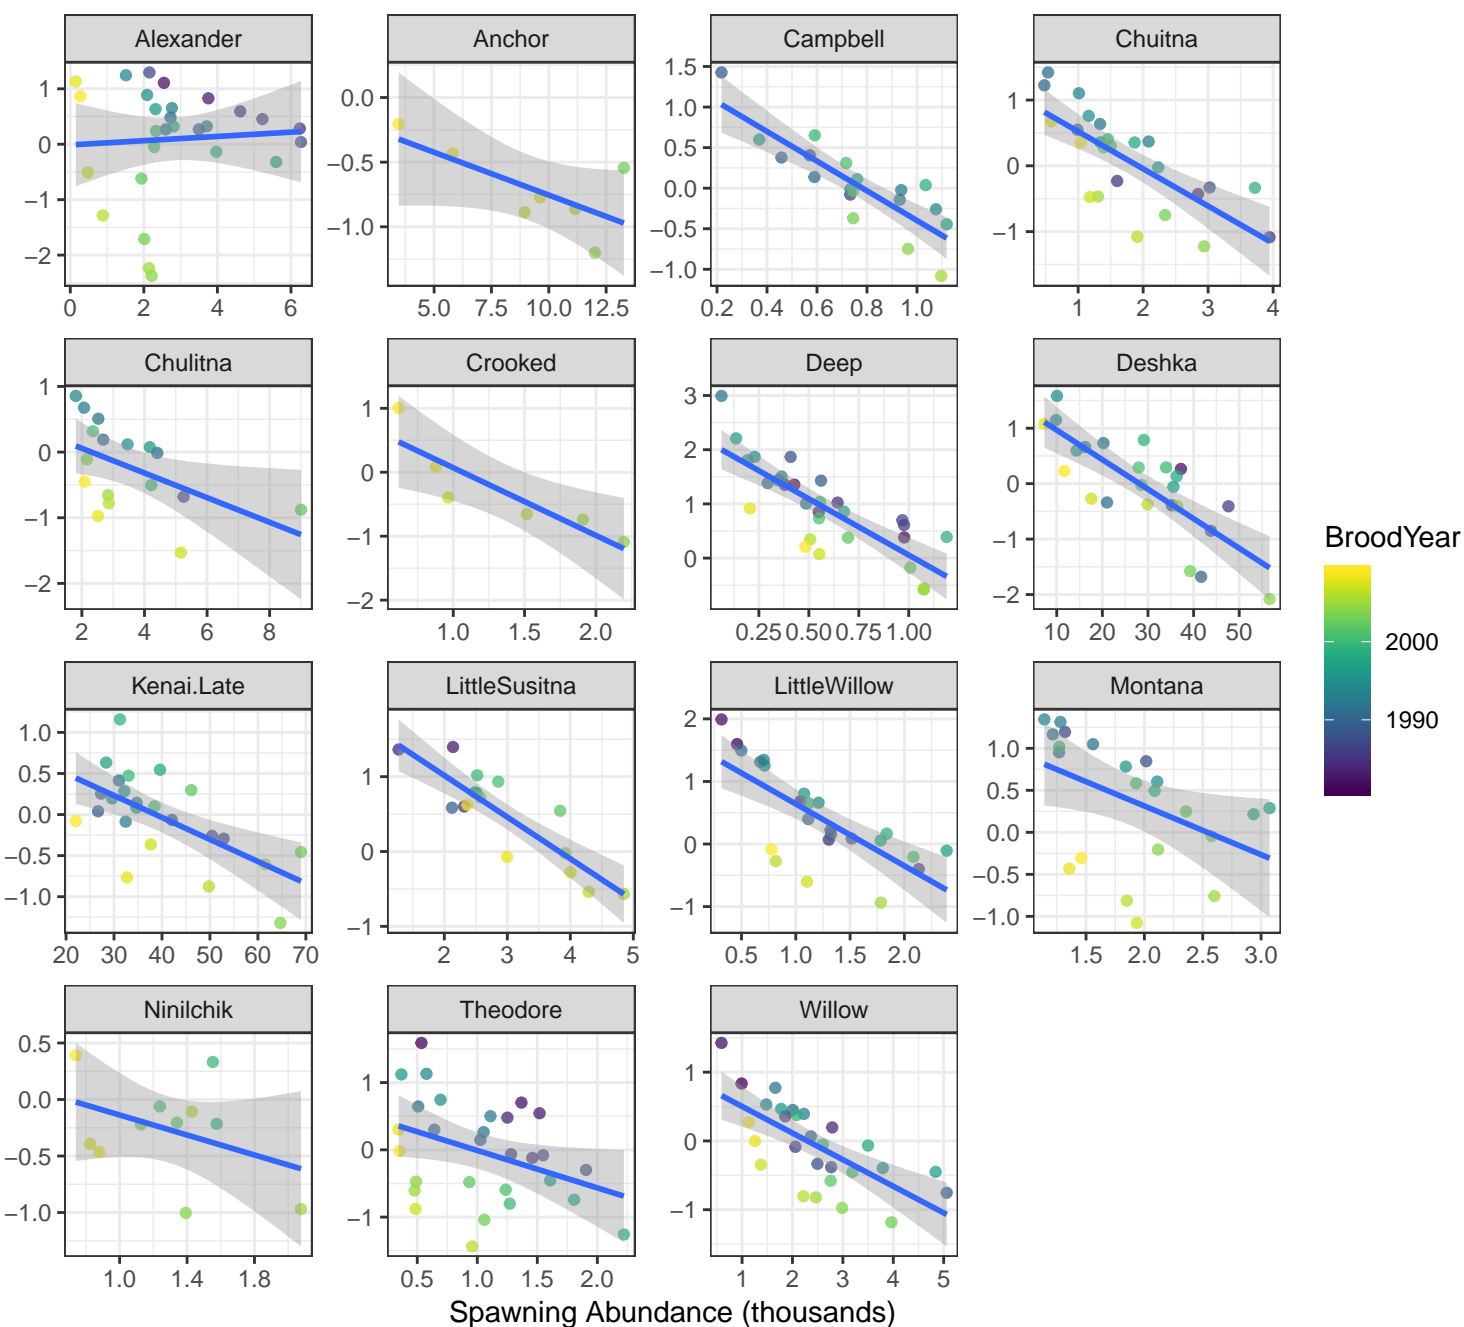 Alexander Anchor Campbell Chuitna
1 0 −1 −2
0 2 4 6
0.0 −0.5 −1.0
5.0 7.5 10.0 12.5
1.5 1.0 0.5 0.0 −0.5 −1.0
0.2 0.4 0.6 0.8 1.0
1 0 −1
1 2 3 4
Chulitna Crooked Deep Deshka
1 0 −1 −2
2 4 6 8
1 0 −1 −2
1.0 1.5 2.0
3 2 1 0
0.25 0.50 0.75 1.00
1 0 −1 −2
10 20 30 40 50
Kenai.Late LittleSusitna LittleWillow Montana
1.0 0.5 0.0 −0.5 −1.0
20 30 40 50 60 70
1 0 −1
2 3 4 5
2 1 0 −1
0.5 1.0 1.5 2.0
1.0 0.5 0.0 −0.5 −1.0
1.5 2.0 2.5 3.0
Ninilchik Theodore Willow
0.5 0.0 −0.5 −1.0
1.0 1.4 1.8
1 0 −1
0.5 1.0 1.5 2.0
1 0 −1
1 2 3 4 5
Spawning Abundance (thousands)
BroodYear
2000
1990